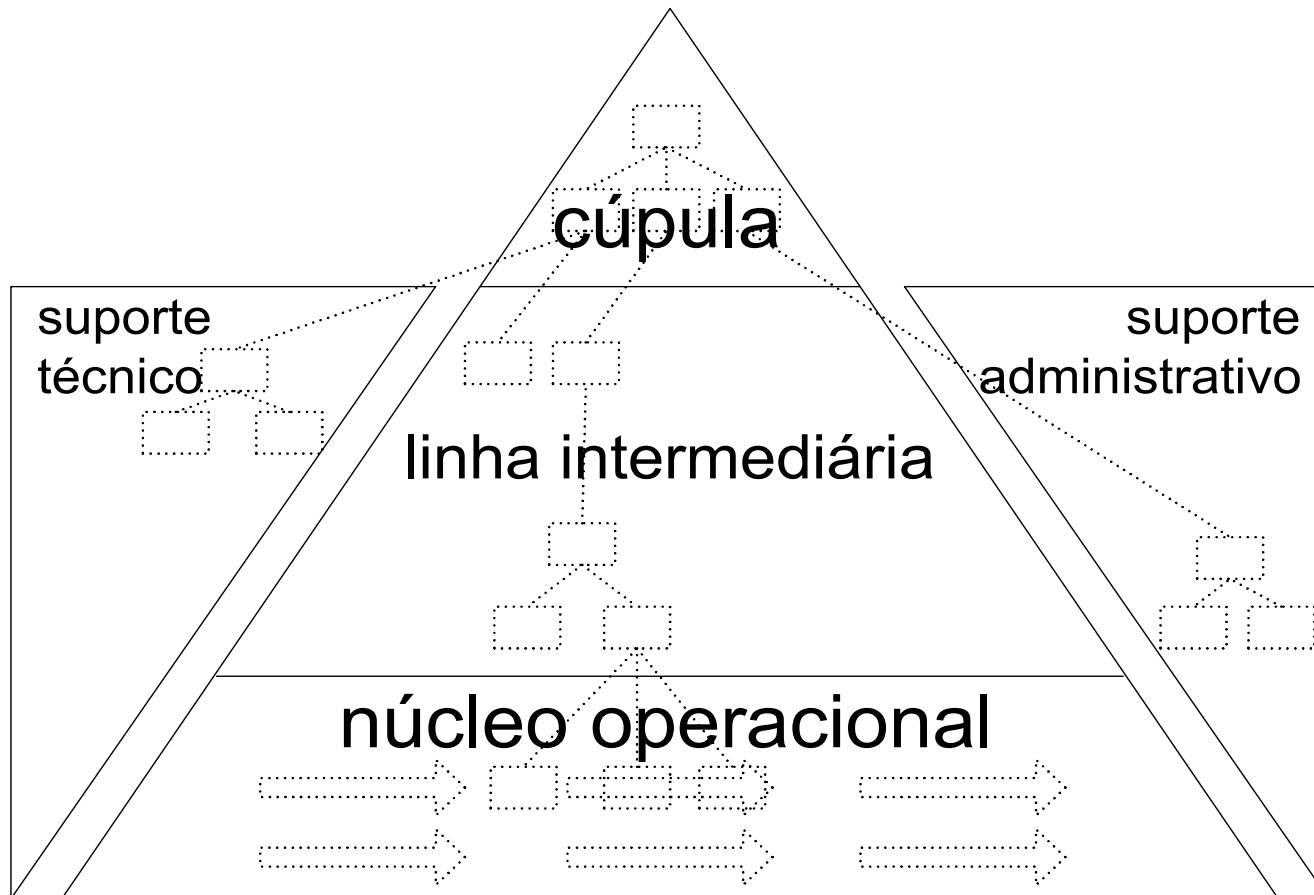 cúpula
suporte
técnico
suporte
administrativo
linha intermediária
núcleo operacional